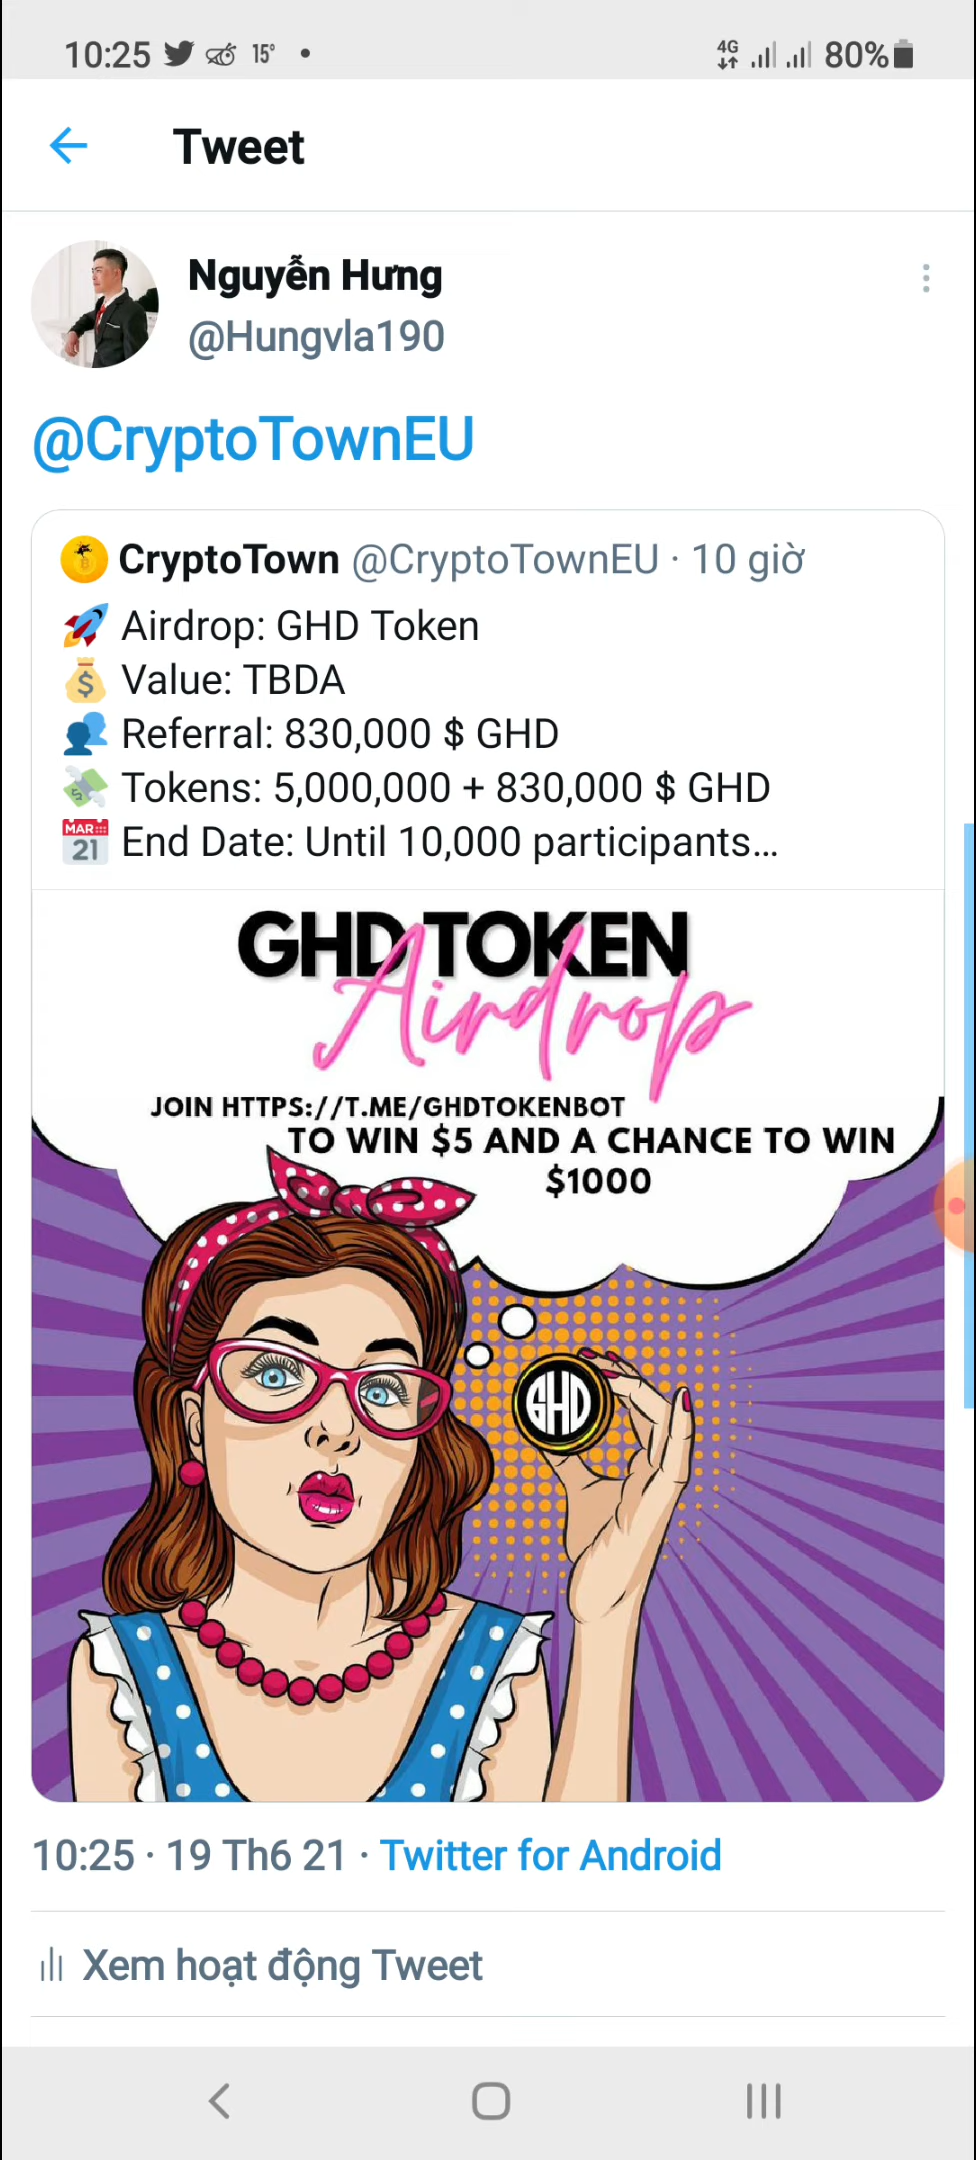 10:25 15° 4G 80%
Tweet
Nguyễn Hưng
@Hungvla190
@CryptoTownEU
CryptoTown @CryptoTownEU · 10 giờ
Airdrop: GHD Token
Value: TBDA
Referral: 830,000 $ GHD
Tokens: 5,000,000 + 830,000 $ GHD
MAR 21 End Date: Until 10,000 participants...
GHD TOKEN
Airdrop
JOIN HTTPS://T.ME/GHDTOKENBOT
TO WIN $5 AND A CHANCE TO WIN
$1000
GHD
10:25 · 19 Th6 21 · Twitter for Android
Xem hoạt động Tweet